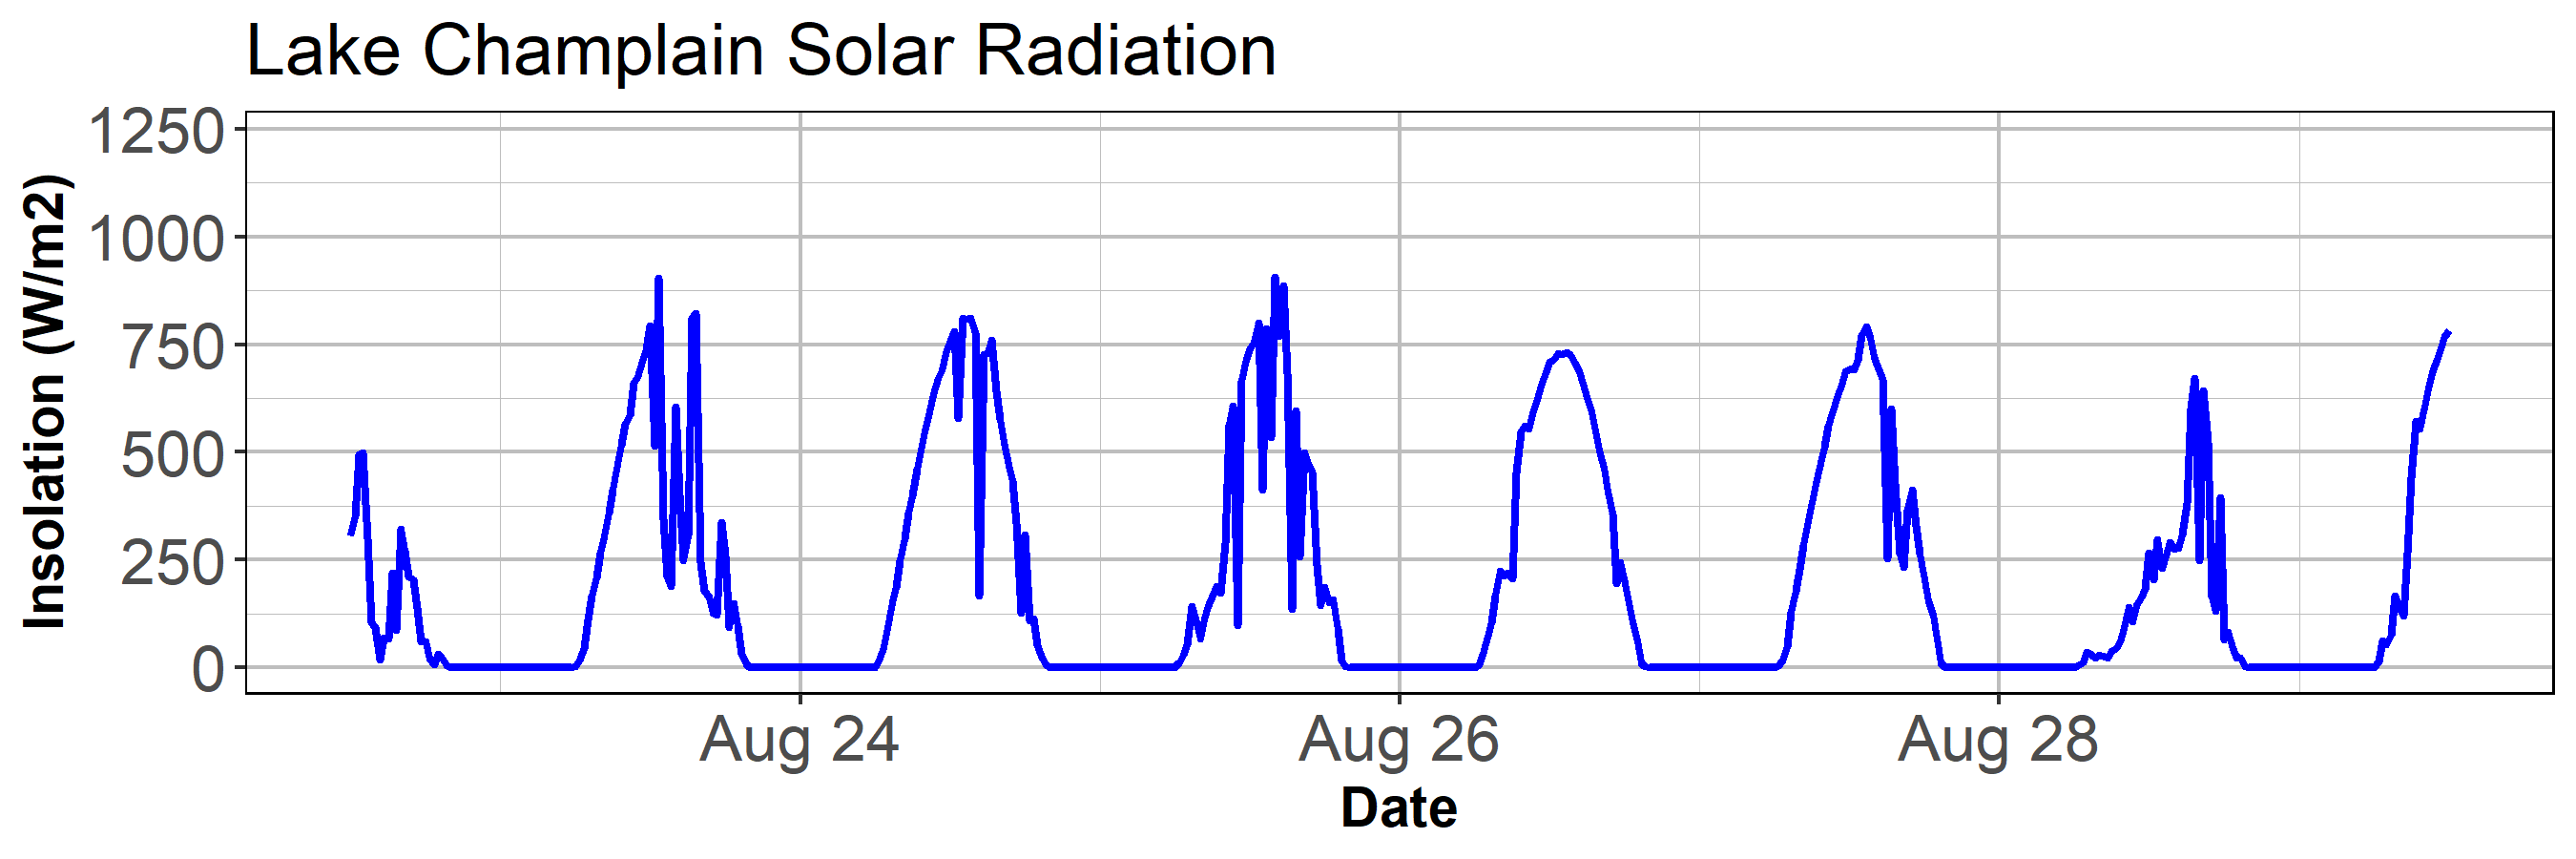 Lake Champlain Solar Radiation
1250
1000
750
500
250
0
Insolation (W/m2)
Aug 24
Aug 26
Aug 28
Date